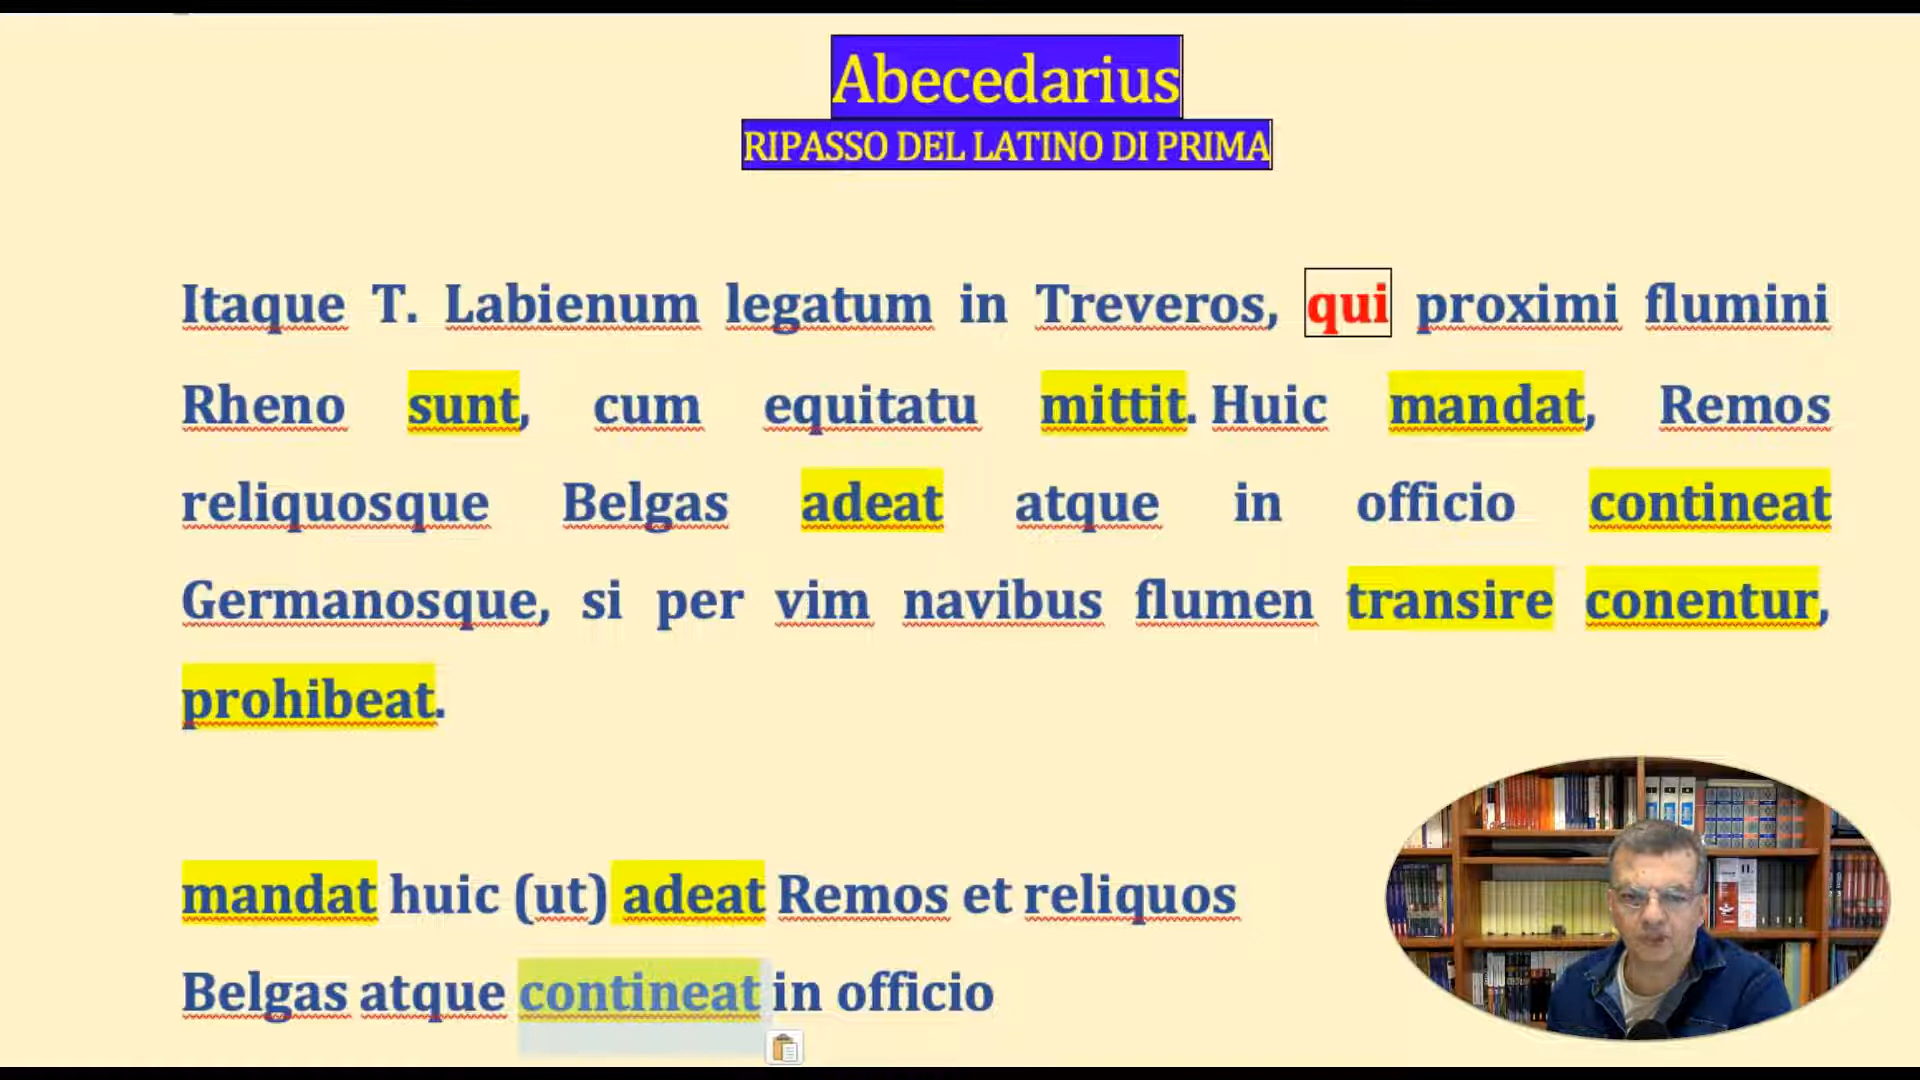 Abecedarius
RIPASSO DEL LATINO DI PRIMA
Itaque T. Labienum legatum in Treveros, qui proximi flumini
Rheno sunt, cum equitatu mittit. Huic mandat, Remos
reliquosque Belgas adeat atque in officio contineat
Germanosque, si per vim navibus flumen transire conentur,
prohibeat.
mandat huic (ut) adeat Remos et reliquos
Belgas atque contineat in officio